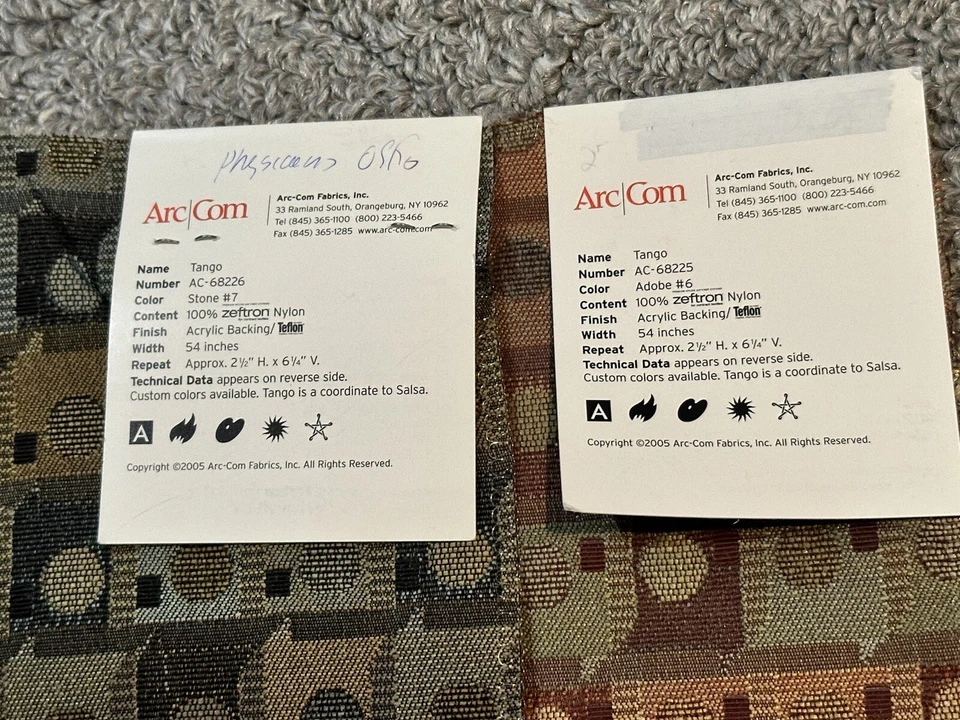 Arc|Com
Arc-Com Fabrics, Inc.
33 Ramland South, Orangeburg, NY 10962
Tel (845) 365-1100 (800) 223-5466
Fax (845) 365-1285 www.arc-com.com
Name Tango
Number AC-68226
Color Stone #7
Content 100% zeftron Nylon
Finish Acrylic Backing/ Teflon
Width 54 inches
Repeat Approx. 2½" H. x 6¼" V.
Technical Data appears on reverse side.
Custom colors available. Tango is a coordinate to Salsa.
A
Copyright ©2005 Arc-Com Fabrics, Inc. All Rights Reserved.
Arc|Com
Arc-Com Fabrics, Inc.
33 Ramland South, Orangeburg, NY 10962
Tel (845) 365-1100 (800) 223-5466
Fax (845) 365-1285 www.arc-com.com
Name Tango
Number AC-68225
Color Adobe #6
Content 100% zeftron Nylon
Finish Acrylic Backing/ Teflon
Width 54 inches
Repeat Approx. 2½" H. x 6¼" V.
Technical Data appears on reverse side.
Custom colors available. Tango is a coordinate to Salsa.
A
Copyright ©2005 Arc-Com Fabrics, Inc. All Rights Reserved.